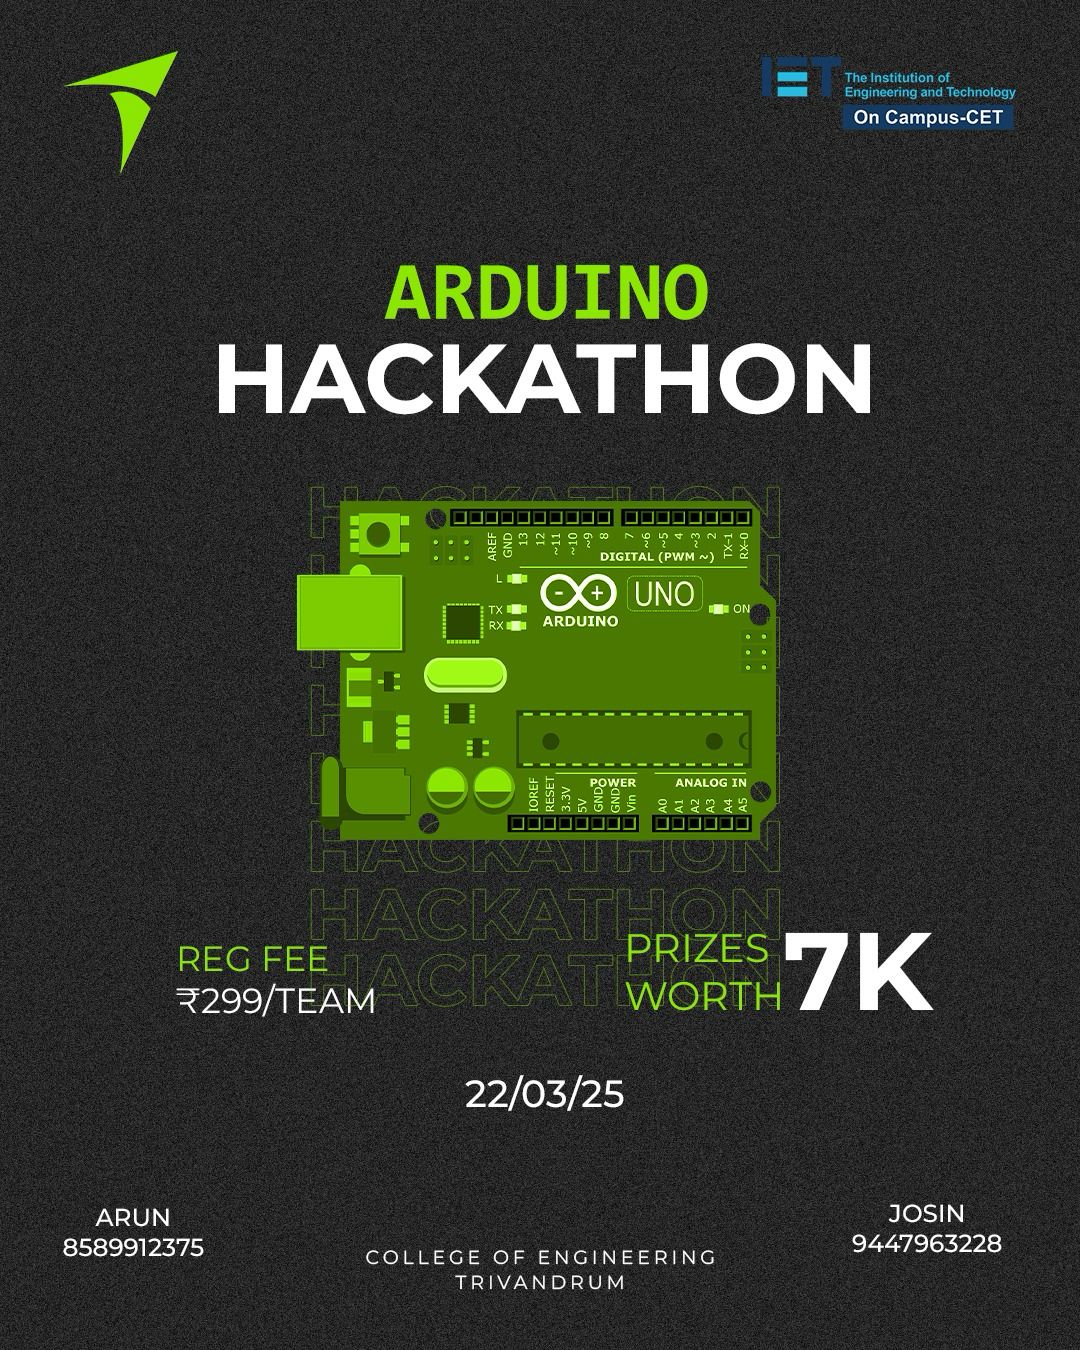 IET
The Institution of
Engineering and Technology
On Campus-CET
ARDUINO
HACKATHON
HACKATHON
AREF
GND
13
12
~11
~10
~9
8
7
~6
~5
4
~3
2
TX-1
RX-0
DIGITAL (PWM ~)
L
TX
RX
- +
ARDUINO
UNO
ON
POWER
ANALOG IN
IOREF
RESET
3.3V
5V
GND
GND
Vin
A0
A1
A2
A3
A4
A5
HACKATHON
HACKATHON
HACKATHON
REG FEE
₹299/TEAM
PRIZES
WORTH
7K
22/03/25
ARUN
8589912375
JOSIN
9447963228
COLLEGE OF ENGINEERING
TRIVANDRUM